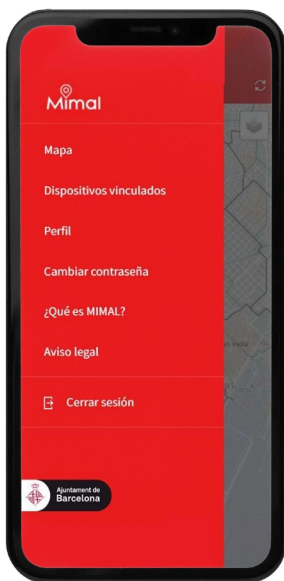 Mimal
Mapa
Dispositivos vinculados
Perfil
Cambiar contraseña
¿Qué es MIMAL?
Aviso legal
Cerrar sesión
Ajuntament de
Barcelona